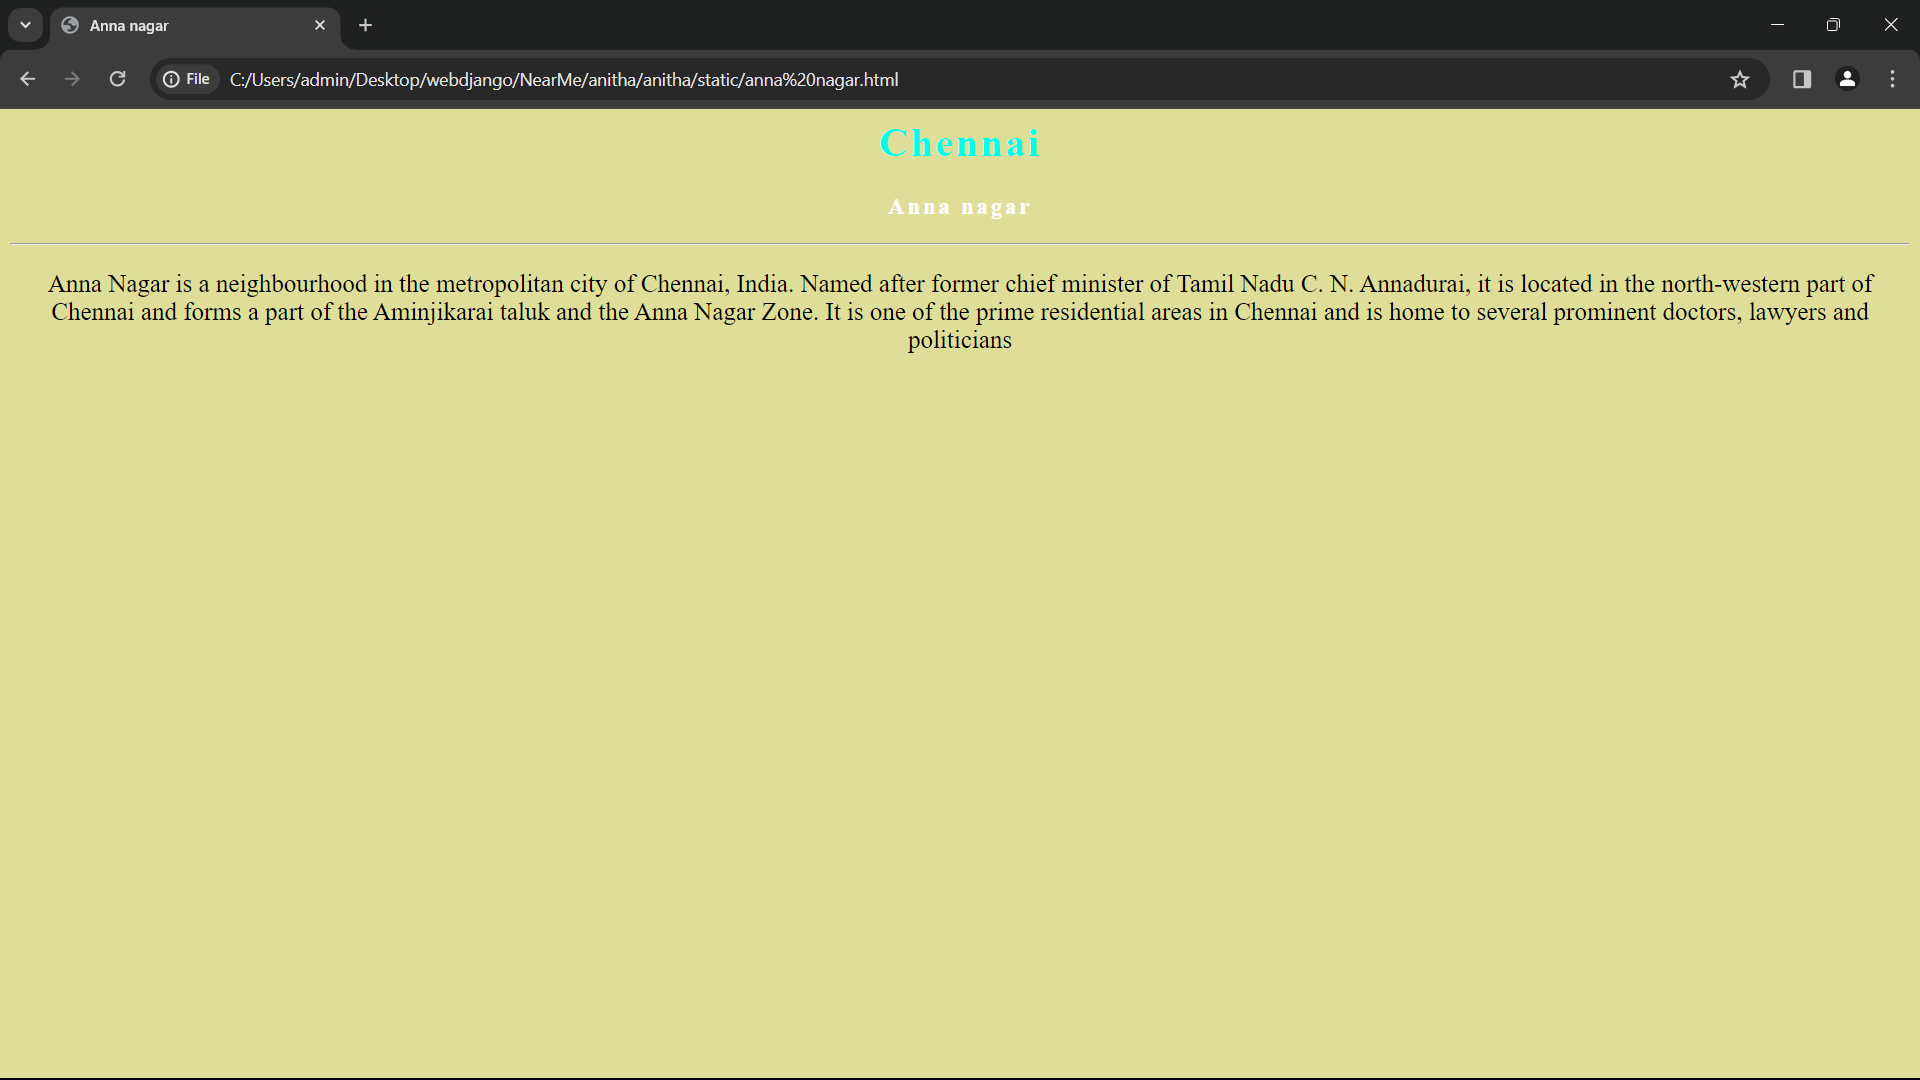 Anna nagar
File
C:/Users/admin/Desktop/webdjango/NearMe/anitha/anitha/static/anna%20nagar.html
Chennai
Anna nagar
Anna Nagar is a neighbourhood in the metropolitan city of Chennai, India. Named after former chief minister of Tamil Nadu C. N. Annadurai, it is located in the north-western part of
Chennai and forms a part of the Aminjikarai taluk and the Anna Nagar Zone. It is one of the prime residential areas in Chennai and is home to several prominent doctors, lawyers and
politicians